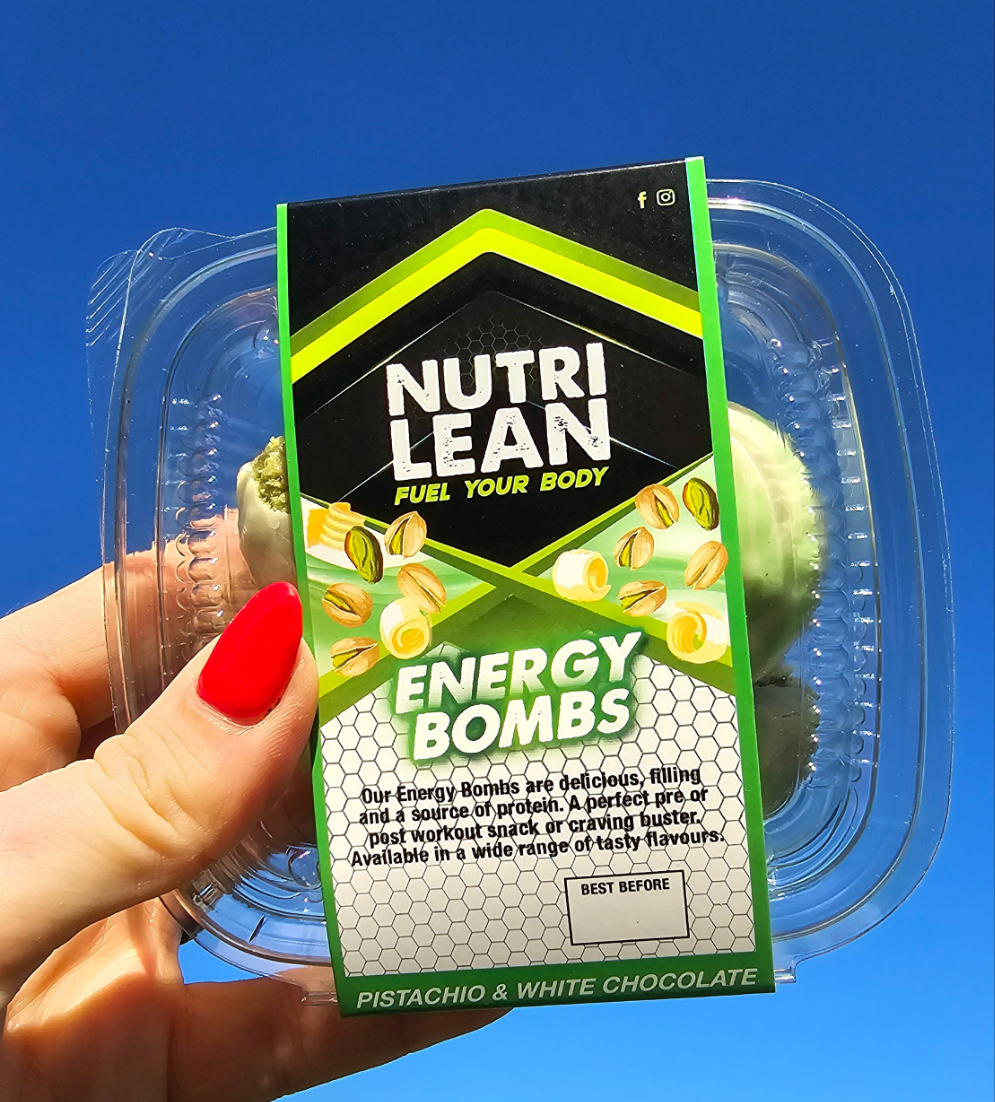 f
NUTRI
LEAN
FUEL YOUR BODY
ENERGY
BOMBS
Our Energy Bombs are delicious, filling
and a source of protein. A perfect pre or
post workout snack or craving buster.
Available in a wide range of tasty flavours.
BEST BEFORE
PISTACHIO & WHITE CHOCOLATE